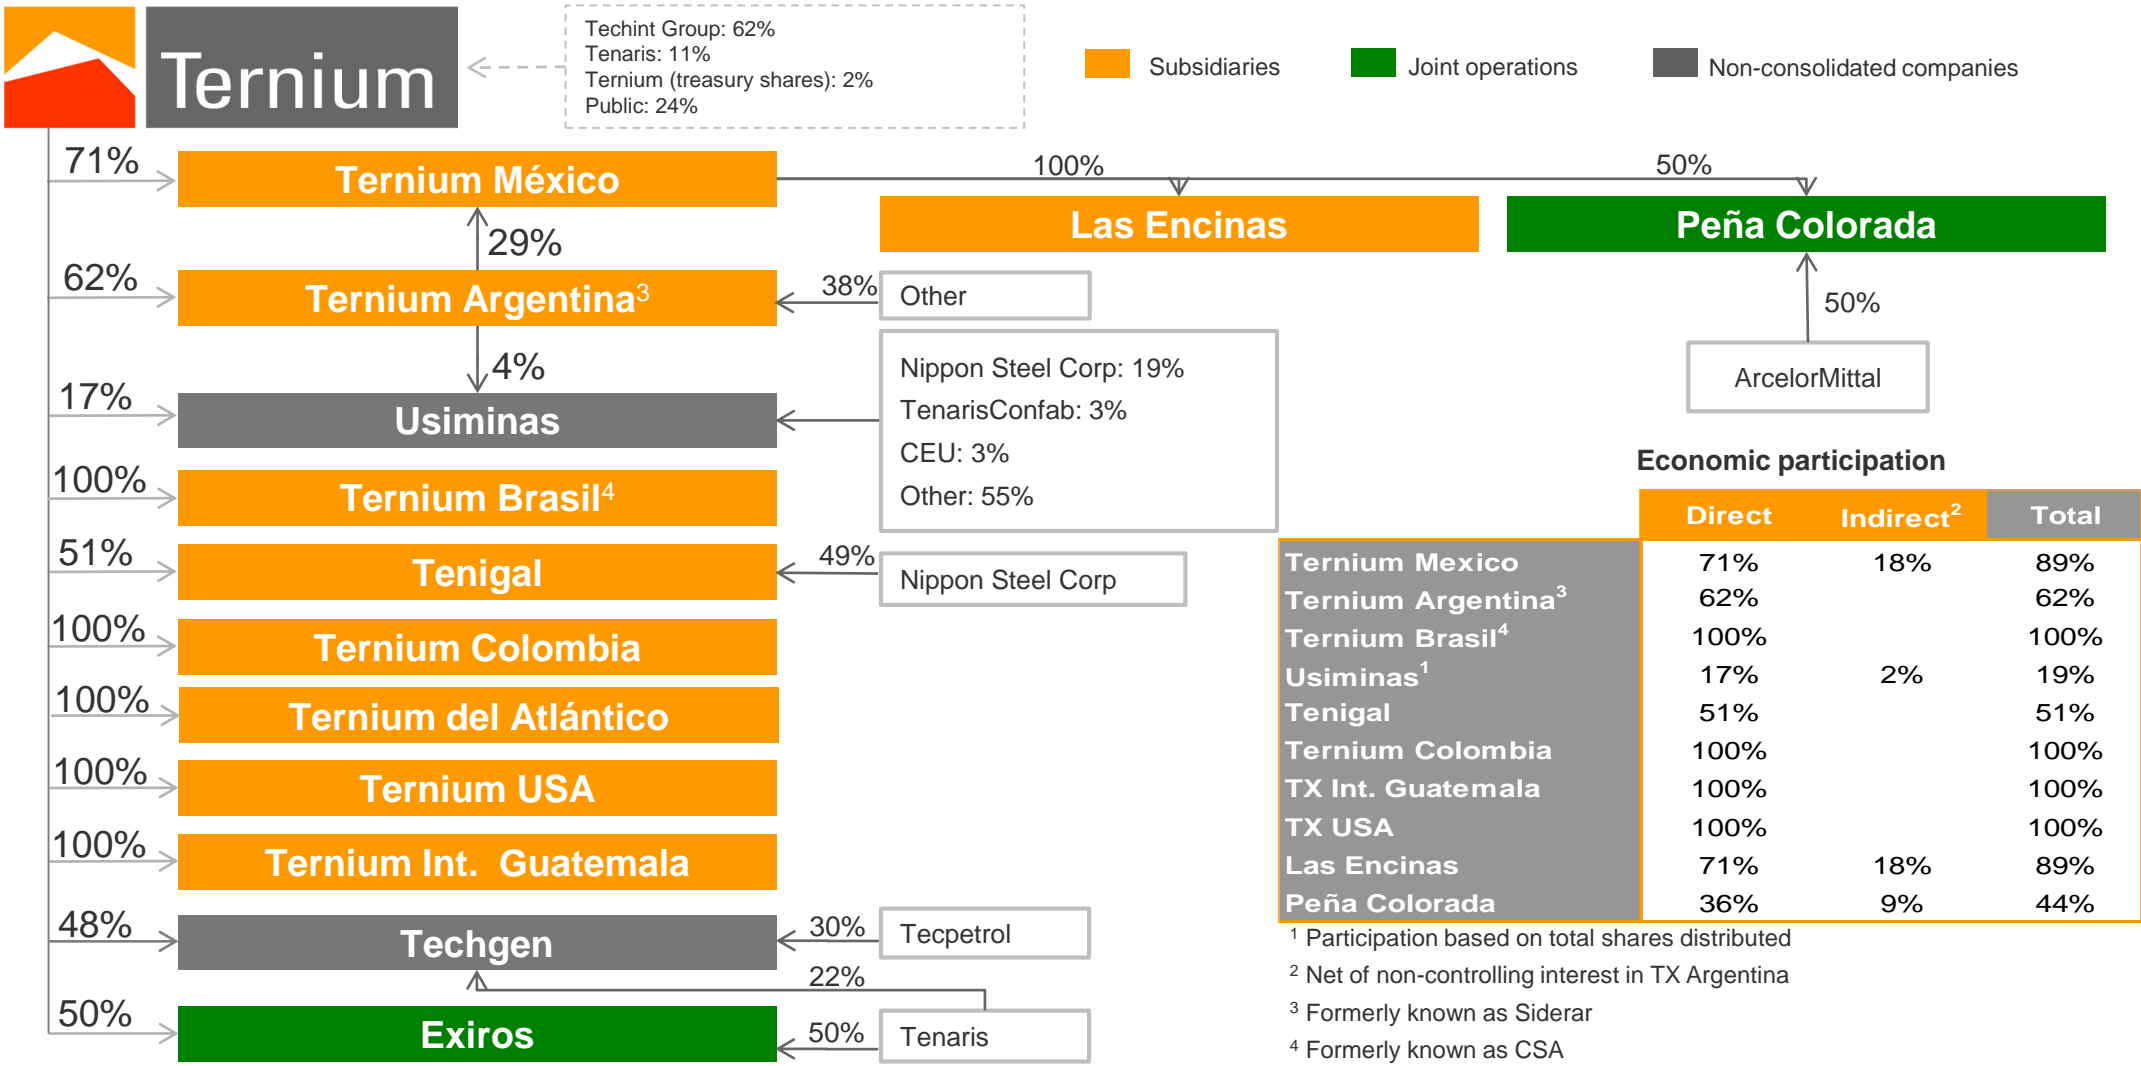 Ternium
Techint Group: 62%
Tenaris: 11%
Ternium (treasury shares): 2%
Public: 24%
Subsidiaries
Joint operations
Non-consolidated companies
71%
Ternium México
100%
50%
Las Encinas
Peña Colorada
29%
62%
Ternium Argentina3
38%
Other
50%
ArcelorMittal
4%
17%
Usiminas
Nippon Steel Corp: 19%
TenarisConfab: 3%
CEU: 3%
Other: 55%
100%
Ternium Brasil4
51%
Tenigal
49%
Nippon Steel Corp
100%
Ternium Colombia
100%
Ternium del Atlántico
100%
Ternium USA
100%
Ternium Int. Guatemala
48%
Techgen
30%
Tecpetrol
22%
50%
Exiros
50%
Tenaris
Economic participation
Direct Indirect2 Total
Ternium Mexico 71% 18% 89%
Ternium Argentina3 62% 62%
Ternium Brasil4 100% 100%
Usiminas1 17% 2% 19%
Tenigal 51% 51%
Ternium Colombia 100% 100%
TX Int. Guatemala 100% 100%
TX USA 100% 100%
Las Encinas 71% 18% 89%
Peña Colorada 36% 9% 44%
1 Participation based on total shares distributed
2 Net of non-controlling interest in TX Argentina
3 Formerly known as Siderar
4 Formerly known as CSA